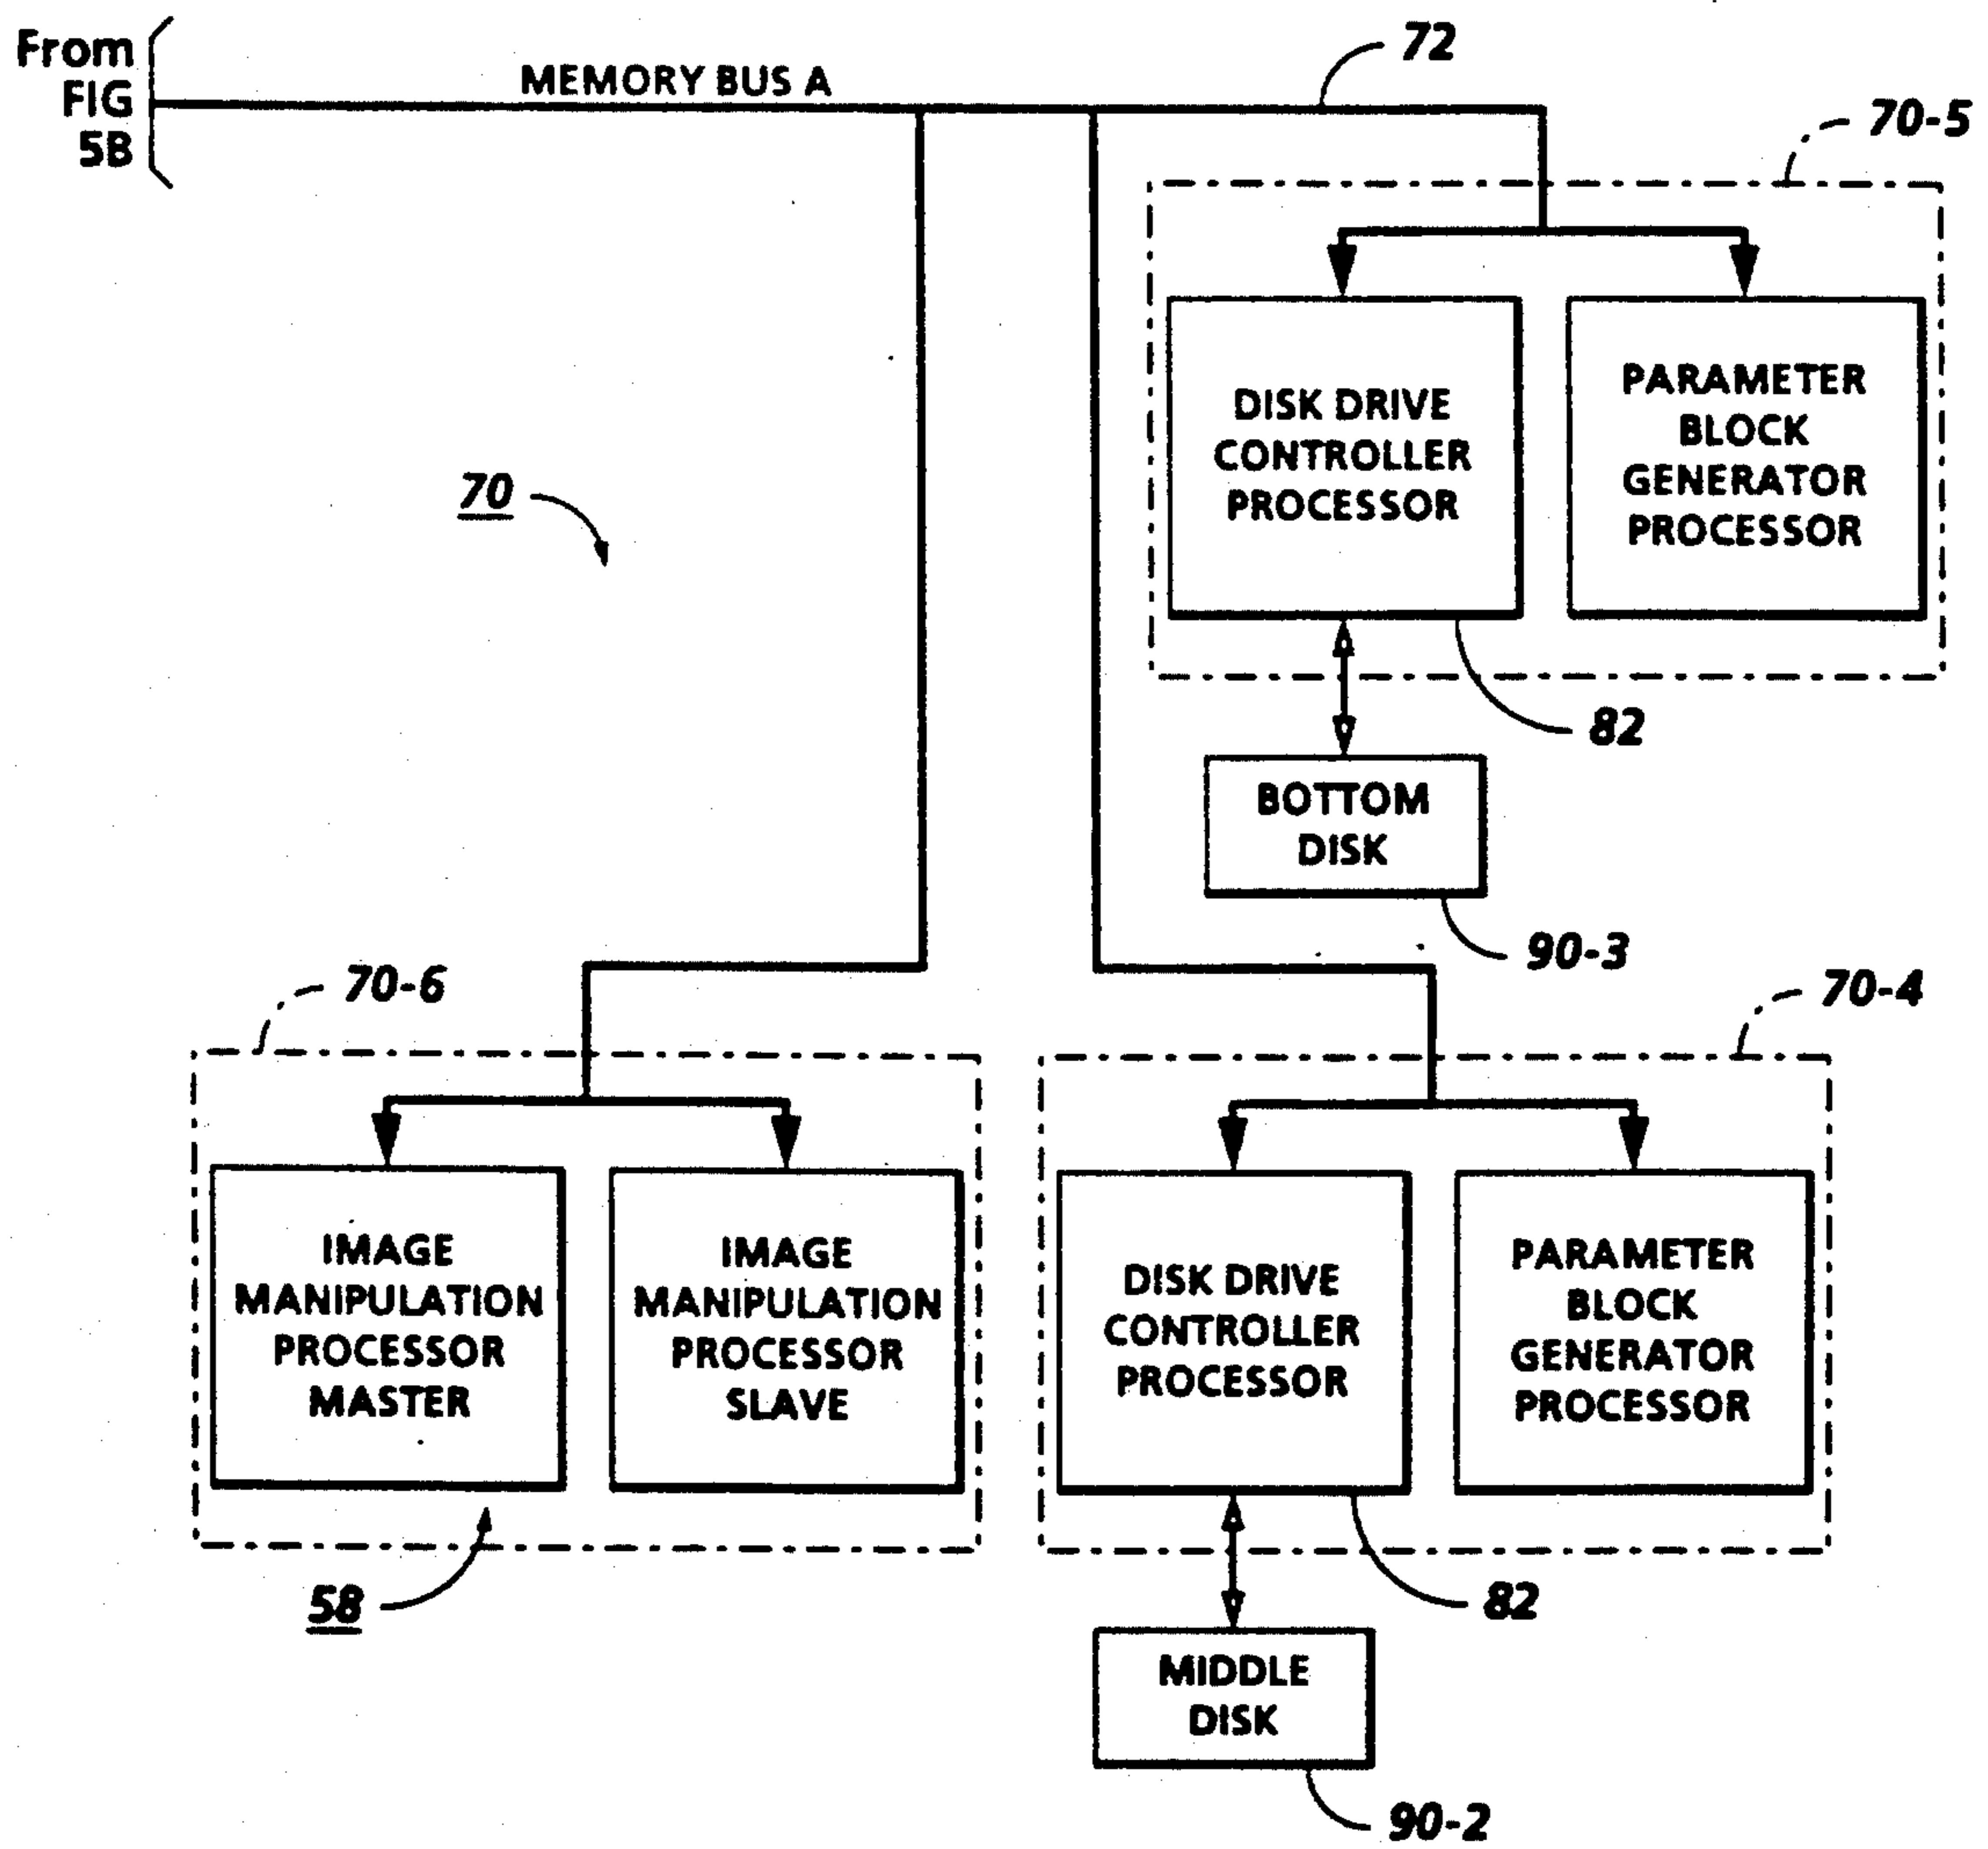 From
FIG
5B
MEMORY BUS A
72
70-5
DISK DRIVE
CONTROLLER
PROCESSOR
PARAMETER
BLOCK
GENERATOR
PROCESSOR
70
82
BOTTOM
DISK
90-3
70-6
70-4
IMAGE
MANIPULATION
PROCESSOR
MASTER
IMAGE
MANIPULATION
PROCESSOR
SLAVE
DISK DRIVE
CONTROLLER
PROCESSOR
PARAMETER
BLOCK
GENERATOR
PROCESSOR
58
82
MIDDLE
DISK
90-2